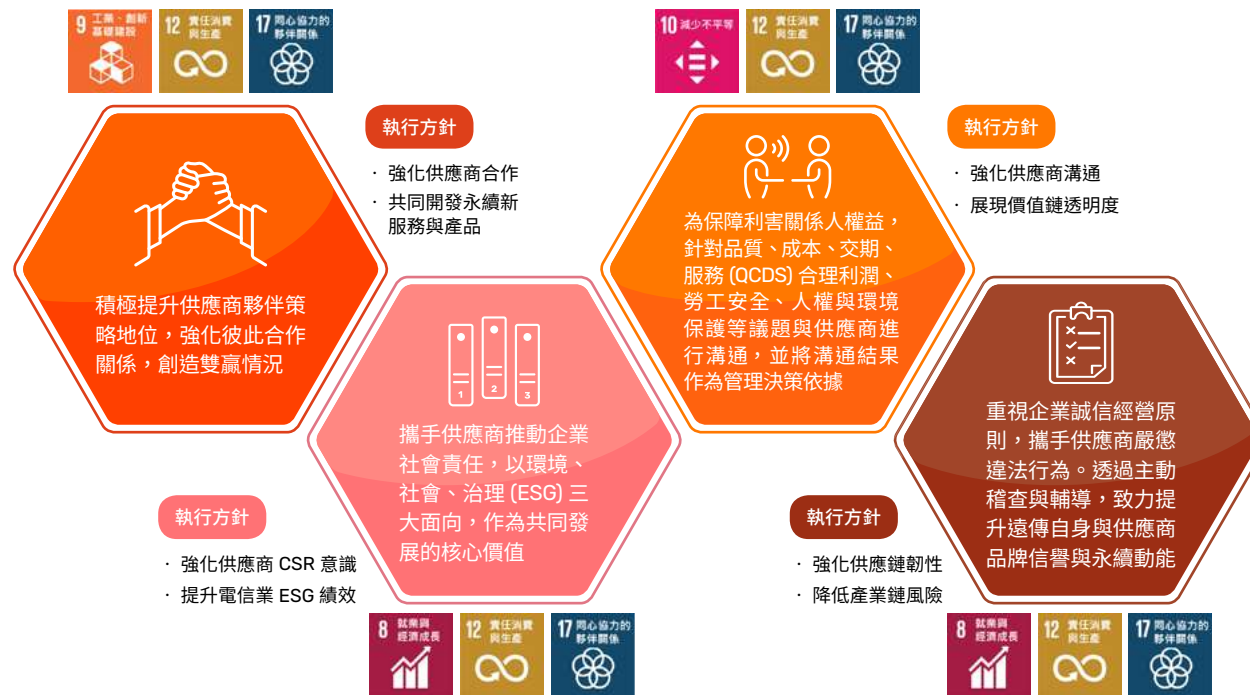 9 工業、創新
基礎建設
12 責任消費
與生產
17 同心協力的
夥伴關係
執行方針
· 強化供應商合作
· 共同開發永續新
服務與產品
積極提升供應商夥伴策
略地位，強化彼此合作
關係，創造雙贏情況
1 2 3
攜手供應商推動企業
社會責任，以環境、
社會、治理 (ESG) 三
大面向，作為共同發
展的核心價值
執行方針
· 強化供應商 CSR 意識
· 提升電信業 ESG 績效
8 就業與
經濟成長
12 責任消費
與生產
17 同心協力的
夥伴關係
10 減少不平等
12 責任消費
與生產
17 同心協力的
夥伴關係
執行方針
· 強化供應商溝通
· 展現價值鏈透明度
為保障利害關係人權益，
針對品質、成本、交期、
服務 (QCDS) 合理利潤、
勞工安全、人權與環境
保護等議題與供應商進
行溝通，並將溝通結果
作為管理決策依據
重視企業誠信經營原
則，攜手供應商嚴懲
違法行為。透過主動
稽查與輔導，致力提
升遠傳自身與供應商
品牌信譽與永續動能
執行方針
· 強化供應鏈韌性
· 降低產業鏈風險
8 就業與
經濟成長
12 責任消費
與生產
17 同心協力的
夥伴關係